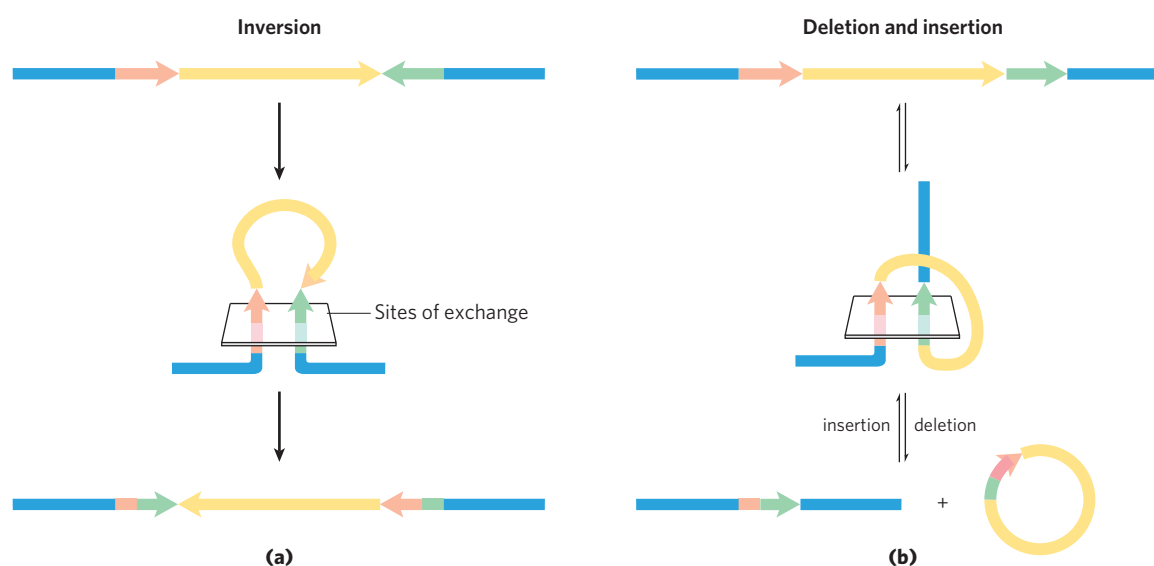 Inversion
Deletion and insertion
Sites of exchange
insertion
deletion
+
(a)
(b)